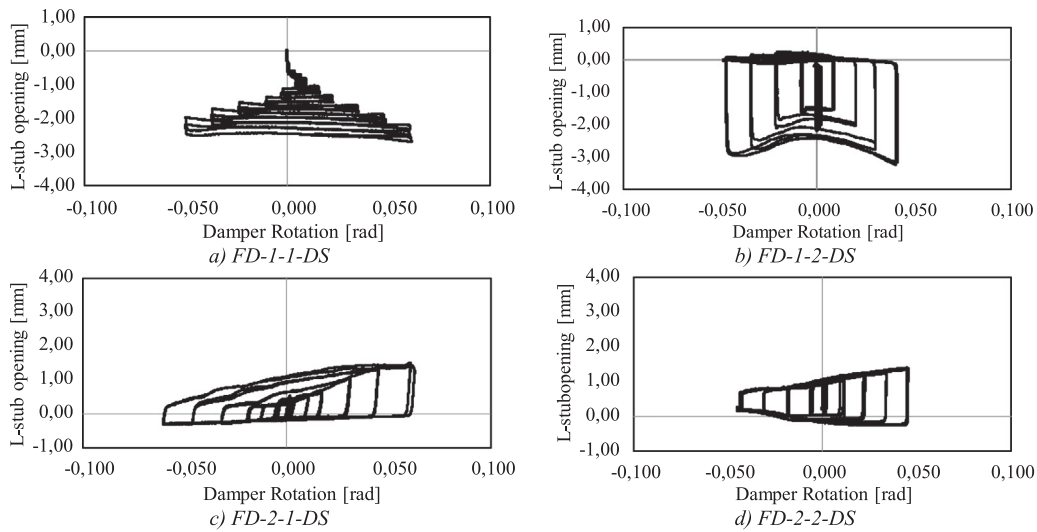 1,00
0,00
-1,00
-2,00
-3,00
-4,00
L-stub opening [mm]
-0,100 -0,050 0,000 0,050 0,100
Damper Rotation [rad]
a) FD-1-1-DS
1,00
0,00
-1,00
-2,00
-3,00
-4,00
L-stub opening [mm]
-0,100 -0,050 0,000 0,050 0,100
Damper Rotation [rad]
b) FD-1-2-DS
4,00
3,00
2,00
1,00
0,00
-1,00
L-stub opening [mm]
-0,100 -0,050 0,000 0,050 0,100
Damper Rotation [rad]
c) FD-2-1-DS
4,00
3,00
2,00
1,00
0,00
-1,00
L-stubopening [mm]
-0,100 -0,050 0,000 0,050 0,100
Damper Rotation [rad]
d) FD-2-2-DS